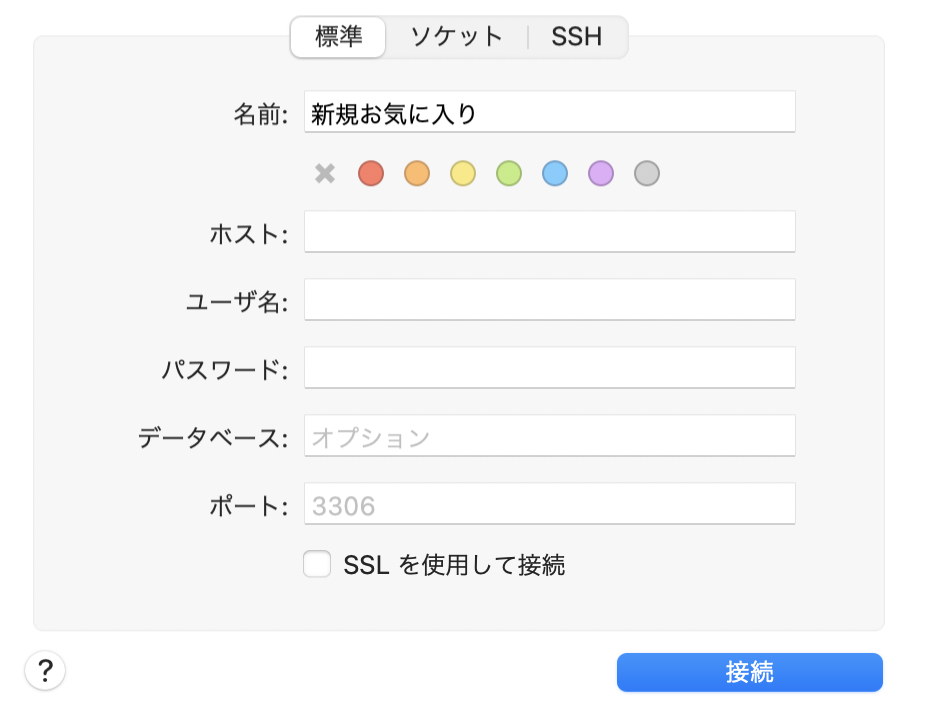 標準 ソケット SSH
名前: 新規お気に入り
ホスト:
ユーザ名:
パスワード:
データベース: オプション
ポート: 3306
SSL を使用して接続
? 接続